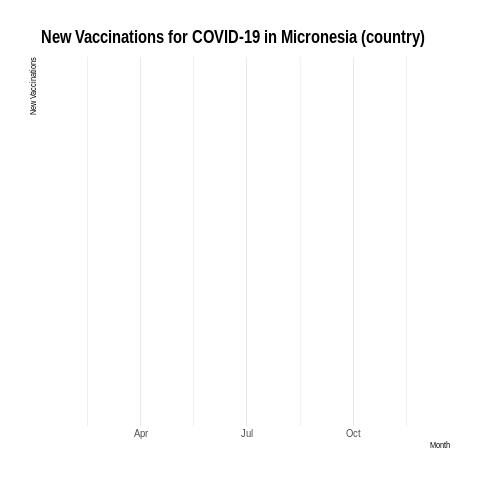 New Vaccinations for COVID-19 in Micronesia (country)
New Vaccinations
Apr Jul Oct
Month